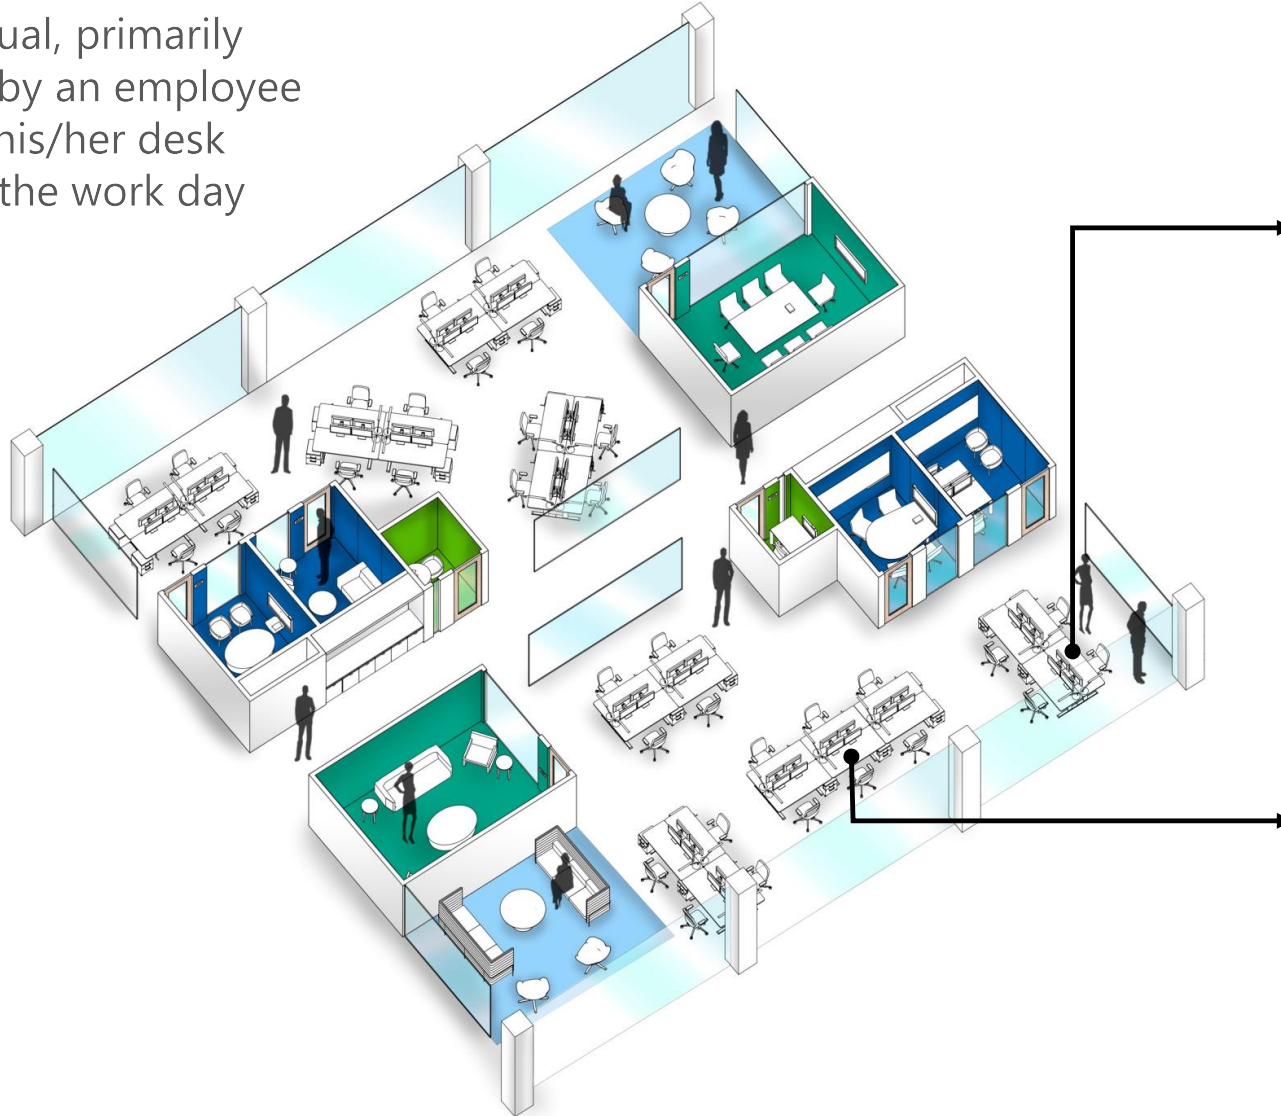 ual, primarily
by an employee
his/her desk
the work day